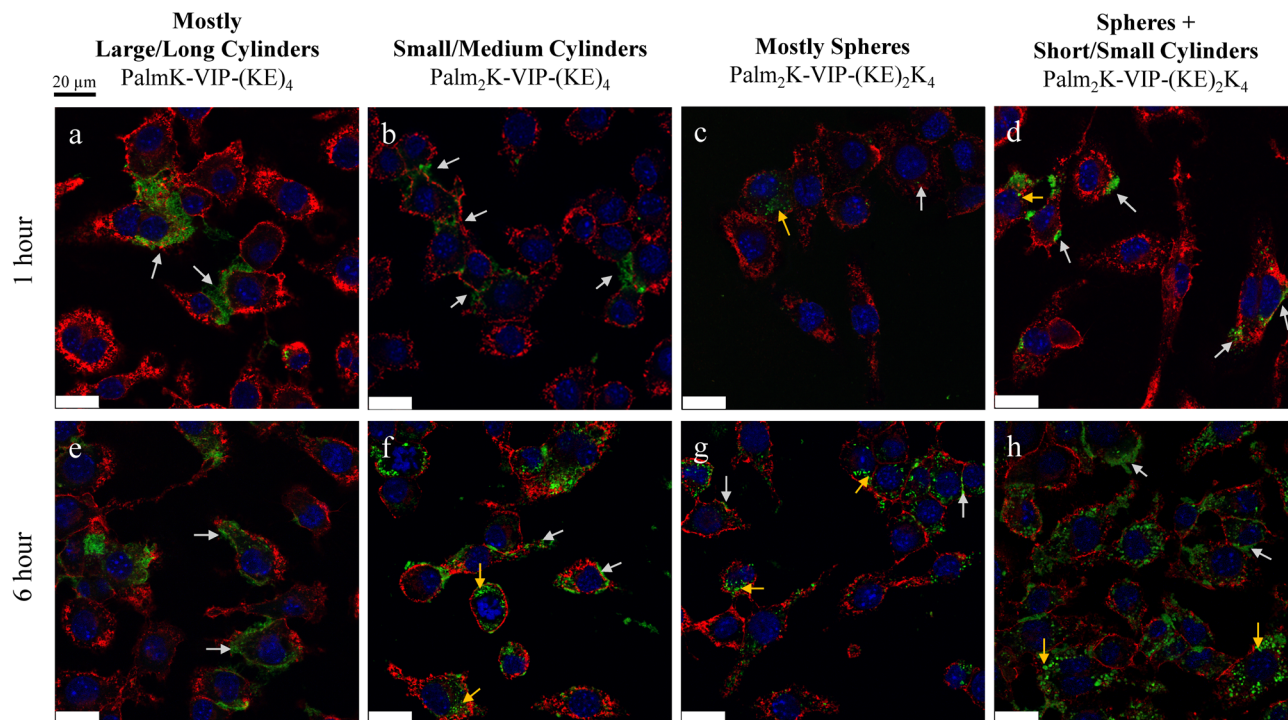 Mostly
Large/Long Cylinders
PalmK-VIP-(KE)₄
Small/Medium Cylinders
Palm₂K-VIP-(KE)₄
Mostly Spheres
Palm₂K-VIP-(KE)₂K₄
Spheres +
Short/Small Cylinders
Palm₂K-VIP-(KE)₂K₄
20 µm
1 hour
a
b
c
d
6 hour
e
f
g
h